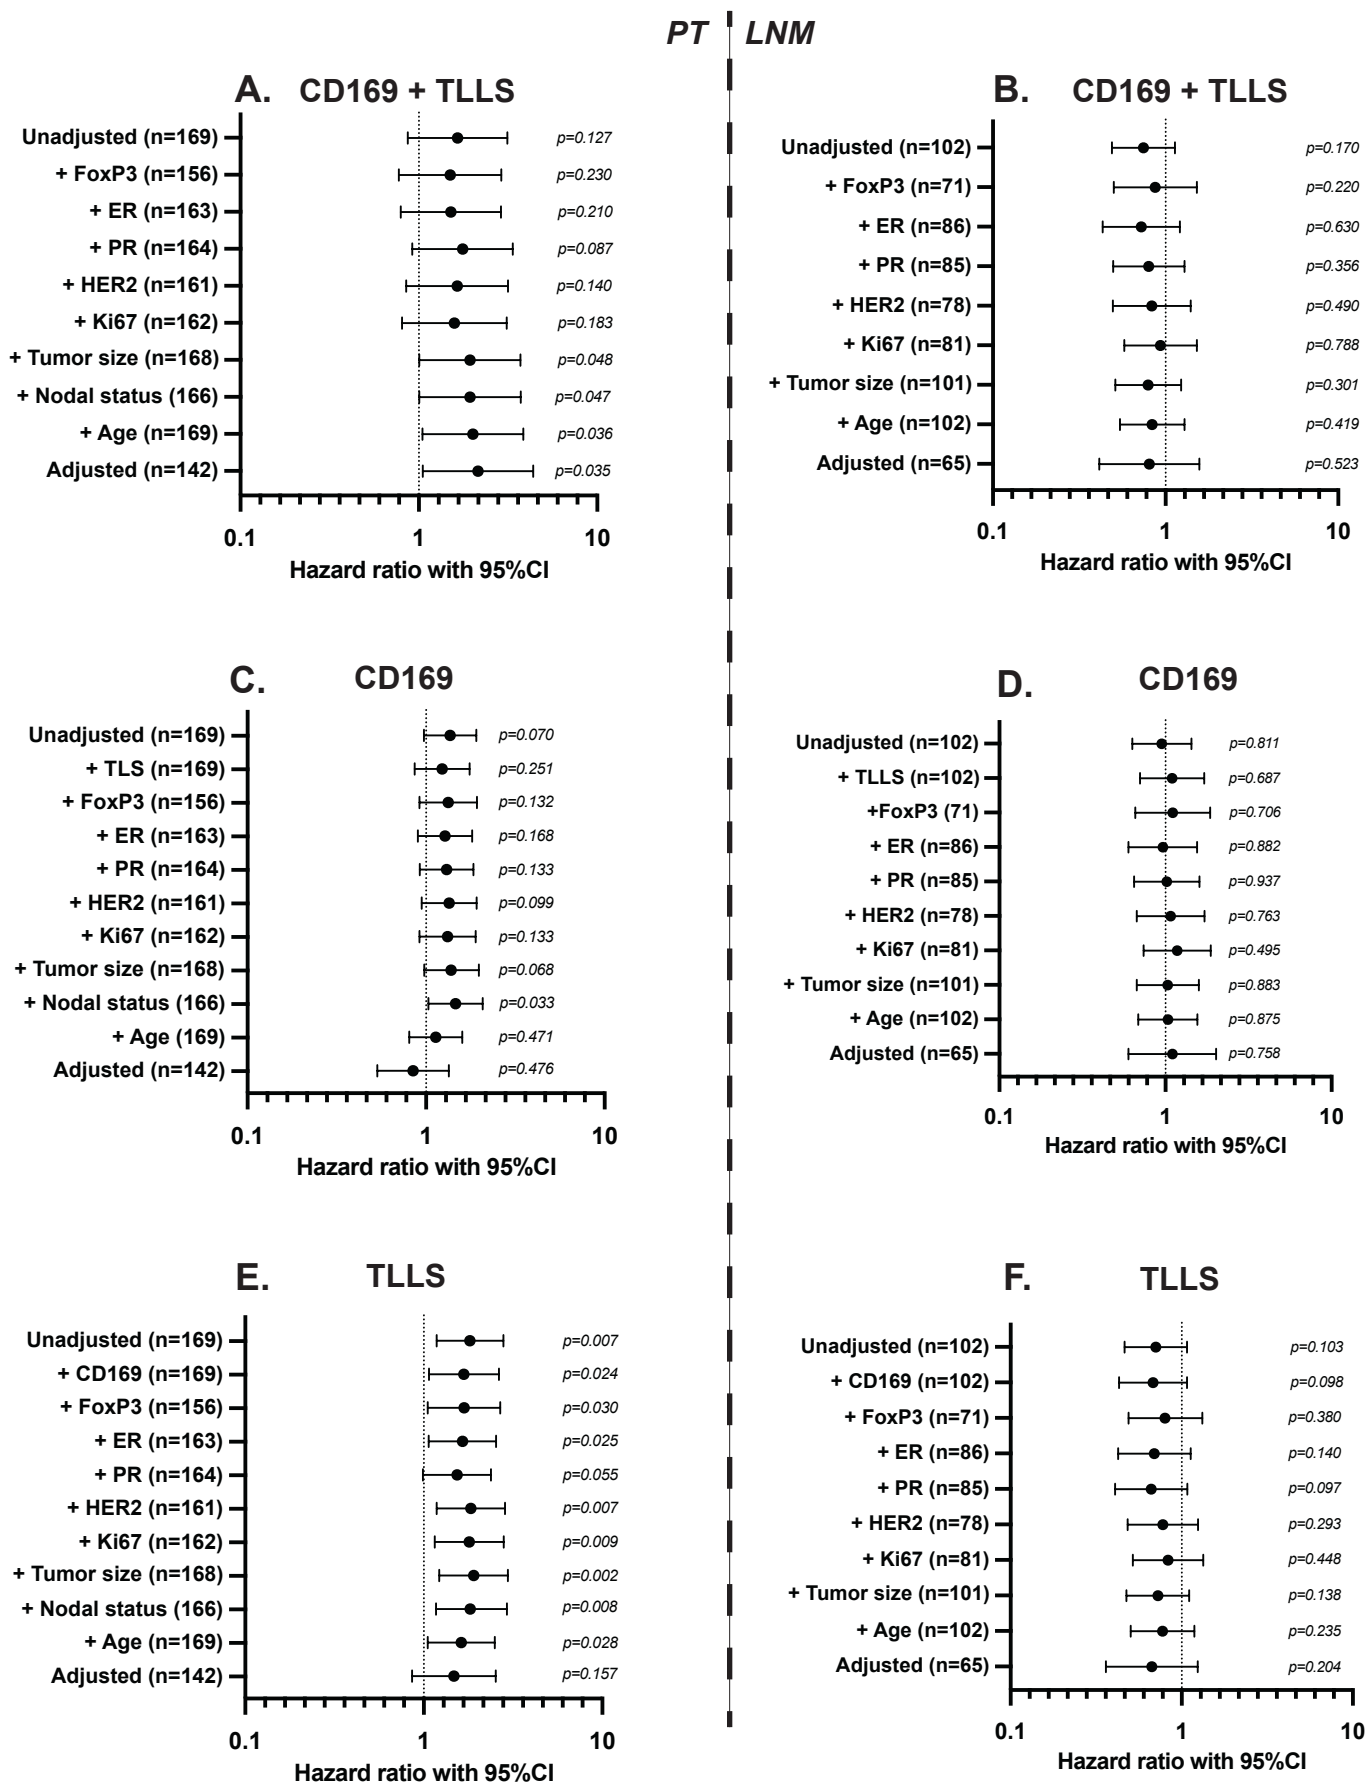 PT LNM
A. CD169 + TLLS
Unadjusted (n=169) p=0.127
+ FoxP3 (n=156) p=0.230
+ ER (n=163) p=0.210
+ PR (n=164) p=0.087
+ HER2 (n=161) p=0.140
+ Ki67 (n=162) p=0.183
+ Tumor size (n=168) p=0.048
+ Nodal status (166) p=0.047
+ Age (n=169) p=0.036
Adjusted (n=142) p=0.035
0.1 1 10
Hazard ratio with 95%CI
B. CD169 + TLLS
Unadjusted (n=102) p=0.170
+ FoxP3 (n=71) p=0.220
+ ER (n=86) p=0.630
+ PR (n=85) p=0.356
+ HER2 (n=78) p=0.490
+ Ki67 (n=81) p=0.788
+ Tumor size (n=101) p=0.301
+ Age (n=102) p=0.419
Adjusted (n=65) p=0.523
0.1 1 10
Hazard ratio with 95%CI
C. CD169
Unadjusted (n=169) p=0.070
+ TLS (n=169) p=0.251
+ FoxP3 (n=156) p=0.132
+ ER (n=163) p=0.168
+ PR (n=164) p=0.133
+ HER2 (n=161) p=0.099
+ Ki67 (n=162) p=0.133
+ Tumor size (n=168) p=0.068
+ Nodal status (166) p=0.033
+ Age (169) p=0.471
Adjusted (n=142) p=0.476
0.1 1 10
Hazard ratio with 95%CI
D. CD169
Unadjusted (n=102) p=0.811
+ TLLS (n=102) p=0.687
+FoxP3 (71) p=0.706
+ ER (n=86) p=0.882
+ PR (n=85) p=0.937
+ HER2 (n=78) p=0.763
+ Ki67 (n=81) p=0.495
+ Tumor size (n=101) p=0.883
+ Age (n=102) p=0.875
Adjusted (n=65) p=0.758
0.1 1 10
Hazard ratio with 95%CI
E. TLLS
Unadjusted (n=169) p=0.007
+ CD169 (n=169) p=0.024
+ FoxP3 (n=156) p=0.030
+ ER (n=163) p=0.025
+ PR (n=164) p=0.055
+ HER2 (n=161) p=0.007
+ Ki67 (n=162) p=0.009
+ Tumor size (n=168) p=0.002
+ Nodal status (166) p=0.008
+ Age (n=169) p=0.028
Adjusted (n=142) p=0.157
0.1 1 10
Hazard ratio with 95%CI
F. TLLS
Unadjusted (n=102) p=0.103
+ CD169 (n=102) p=0.098
+ FoxP3 (n=71) p=0.380
+ ER (n=86) p=0.140
+ PR (n=85) p=0.097
+ HER2 (n=78) p=0.293
+ Ki67 (n=81) p=0.448
+ Tumor size (n=101) p=0.138
+ Age (n=102) p=0.235
Adjusted (n=65) p=0.204
0.1 1 10
Hazard ratio with 95%CI